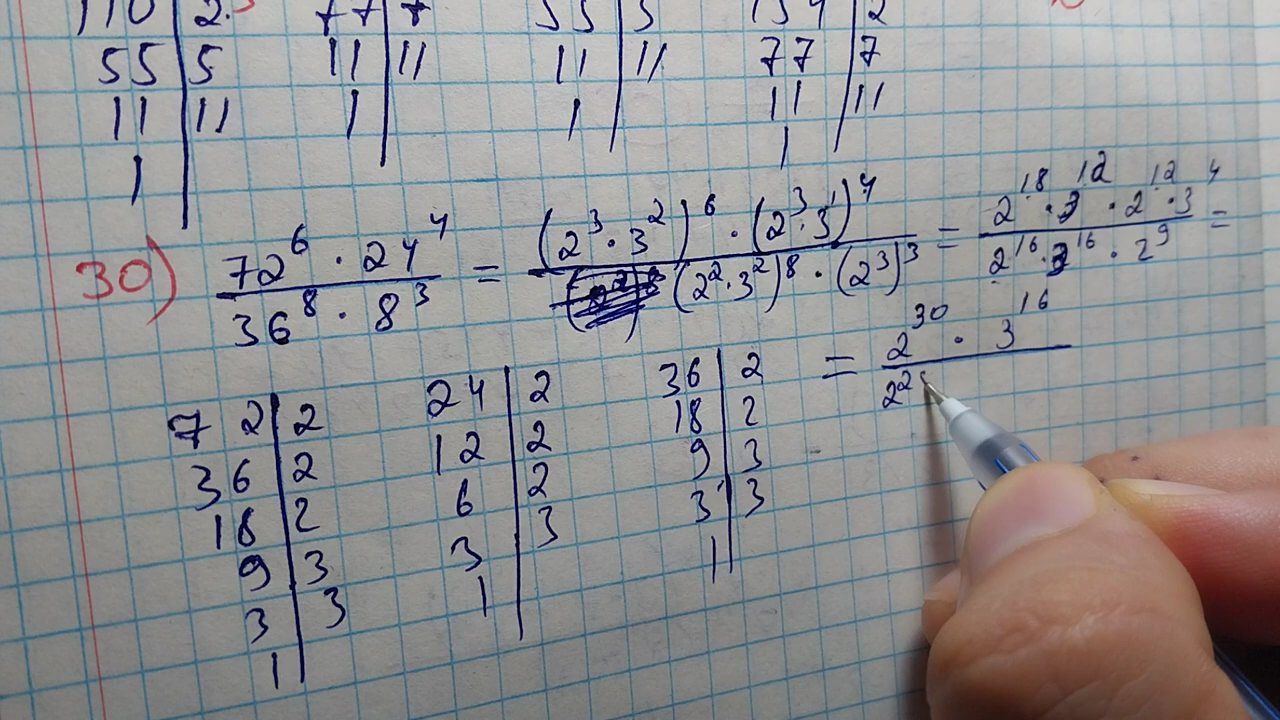 110 | 2·5 77 | 7 55 | 5 154 | 2
55 | 5 11 | 11 11 | 11 77 | 7
11 | 11 1 1 11 | 11
1 1
30) 72^6 · 24^4 / 36^8 · 8^3 = (2^3 · 3^2)^6 · (2^3 · 3^1)^4 / (2^2 · 3^2)^8 · (2^3)^3 = 2^18 · 3^12 · 2^12 · 3^4 / 2^16 · 3^16 · 2^9 =
= 2^30 · 3^16 / 2^2
72 | 2 24 | 2 36 | 2
36 | 2 12 | 2 18 | 2
18 | 2 6 | 2 9 | 3
9 | 3 3 | 3 3 | 3
3 | 3 1 1
1